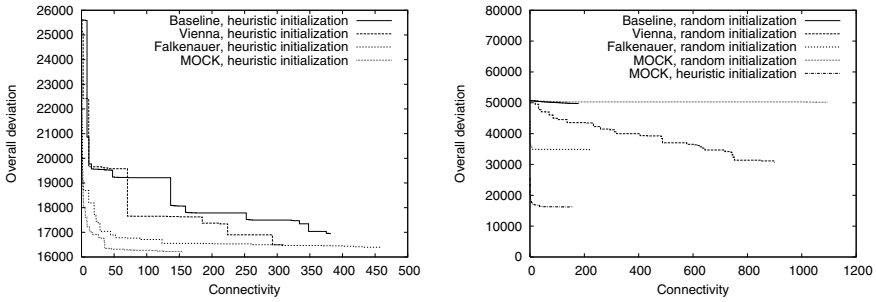 26000
25000
24000
23000
22000
21000
20000
19000
18000
17000
16000
Overall deviation
0 50 100 150 200 250 300 350 400 450 500
Connectivity
Baseline, heuristic initialization
Vienna, heuristic initialization
Falkenauer, heuristic initialization
MOCK, heuristic initialization
80000
70000
60000
50000
40000
30000
20000
10000
0
Overall deviation
0 200 400 600 800 1000 1200
Connectivity
Baseline, random initialization
Vienna, random initialization
Falkenauer, random initialization
MOCK, random initialization
MOCK, heuristic initialization